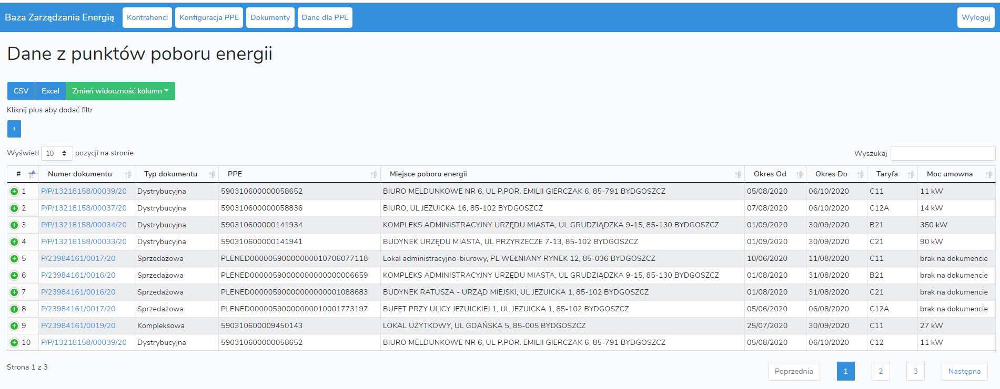 Baza Zarządzania Energią Kontrahenci Konfiguracja PPE Dokumenty Dane dla PPE Wyloguj
Dane z punktów poboru energii
CSV Excel Zmień widoczność kolumn
Kliknij plus aby dodać filtr
+
Wyświetl 10 pozycji na stronie Wyszukaj
# Numer dokumentu Typ dokumentu PPE Miejsce poboru energii Okres Od Okres Do Taryfa Moc umowna
1 P/P/13218158/00039/20 Dystrybucyjna 590310600000058652 BIURO MELDUNKOWE NR 6, UL P.POR. EMILII GIERCZAK 6, 85-791 BYDGOSZCZ 05/08/2020 06/10/2020 C11 11 kW
2 P/P/13218158/00037/20 Dystrybucyjna 590310600000058836 BIURO, UL JEZUICKA 16, 85-102 BYDGOSZCZ 07/08/2020 06/10/2020 C12A 14 kW
3 P/P/13218158/00034/20 Dystrybucyjna 590310600000141934 KOMPLEKS ADMINISTRACYJNY URZĘDU MIASTA, UL GRUDZIĄDZKA 9-15, 85-130 BYDGOSZCZ 01/09/2020 30/09/2020 B21 350 kW
4 P/P/13218158/00033/20 Dystrybucyjna 590310600000141941 BUDYNEK URZĘDU MIASTA, UL PRZYRZECZE 7-13, 85-102 BYDGOSZCZ 01/09/2020 30/09/2020 C21 90 kW
5 P/23984161/0017/20 Sprzedażowa PLENED00000590000000010706077118 Lokal administracyjno-biurowy, PL WEŁNIANY RYNEK 12, 85-036 BYDGOSZCZ 10/06/2020 11/08/2020 C11 brak na dokumencie
6 P/23984161/0016/20 Sprzedażowa PLENED00000590000000000000006659 KOMPLEKS ADMINISTRACYJNY URZĘDU MIASTA, UL GRUDZIĄDZKA 9-15, 85-130 BYDGOSZCZ 01/08/2020 31/08/2020 B21 brak na dokumencie
7 P/23984161/0016/20 Sprzedażowa PLENED00000590000000000001088683 BUDYNEK RATUSZA - URZĄD MIEJSKI, UL JEZUICKA 1, 85-102 BYDGOSZCZ 01/08/2020 31/08/2020 C21 brak na dokumencie
8 P/23984161/0017/20 Sprzedażowa PLENED00000590000000010001773197 BUFET PRZY ULICY JEZUICKIEJ 1, UL JEZUICKA 1, 85-102 BYDGOSZCZ 05/06/2020 06/08/2020 C12A brak na dokumencie
9 P/23984161/0019/20 Kompleksowa 590310600009450143 LOKAL UŻYTKOWY, UL GDAŃSKA 5, 85-005 BYDGOSZCZ 25/07/2020 30/09/2020 C11 27 kW
10 P/P/13218158/00039/20 Dystrybucyjna 590310600000058652 BIURO MELDUNKOWE NR 6, UL P.POR. EMILII GIERCZAK 6, 85-791 BYDGOSZCZ 05/08/2020 06/10/2020 C12 11 kW
Strona 1 z 3 Poprzednia 1 2 3 Następna